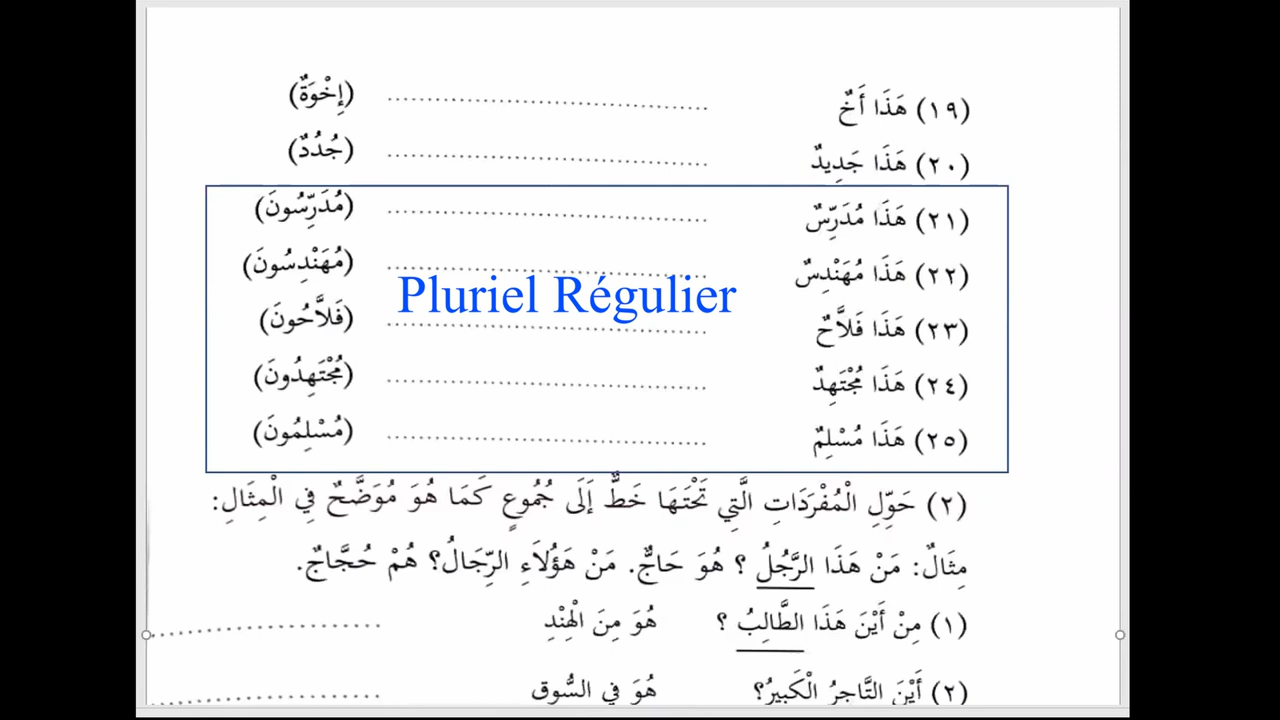 (١٩) هَذَا أَخٌ ........................ (إِخْوَةٌ)
(٢٠) هَذَا جَدِيدٌ ........................ (جُدُدٌ)
(٢١) هَذَا مُدَرِّسٌ ........................ (مُدَرِّسُونَ)
(٢٢) هَذَا مُهَنْدِسٌ ........................ (مُهَنْدِسُونَ)
Pluriel Régulier
(٢٣) هَذَا فَلاَّحٌ ........................ (فَلاَّحُونَ)
(٢٤) هَذَا مُجْتَهِدٌ ........................ (مُجْتَهِدُونَ)
(٢٥) هَذَا مُسْلِمٌ ........................ (مُسْلِمُونَ)
(٢) حَوِّلِ الْمُفْرَدَاتِ الَّتِي تَحْتَهَا خَطٌّ إَلَى جُمُوعٍ كَمَا هُوَ مُوَضَّحٌ فِي الْمِثَالِ:
مِثَالٌ: مَنْ هَذَا الرَّجُلُ ؟ هُوَ حَاجٌّ. مَنْ هَؤُلاَءِ الرِّجَالُ؟ هُمْ حُجَّاجٌ.
(١) مِنْ أَيْنَ هَذَا الطَّالِبُ ؟ هُوَ مِنَ الْهِنْدِ ........................
(٢) أَيْنَ التَّاجِرُ الْكَبِيرُ؟ هُوَ فِي السُّوقِ ........................